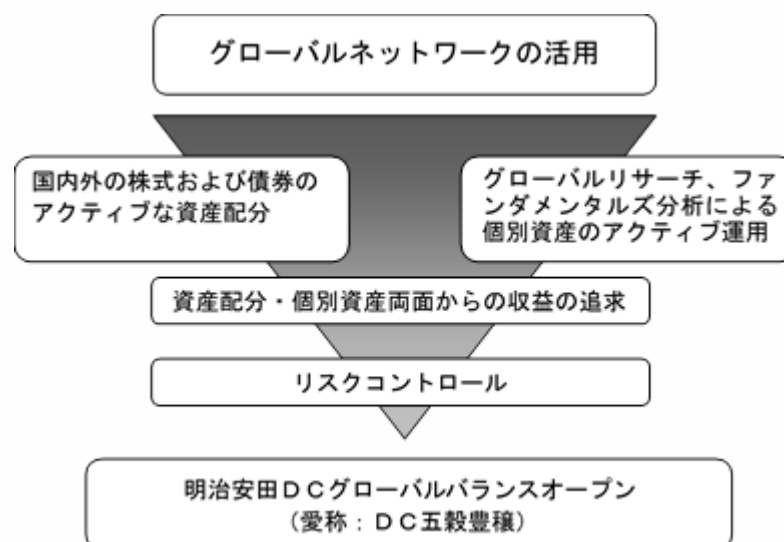 グローバルネットワークの活用
国内外の株式および債券の
アクティブな資産配分
グローバルリサーチ、ファ
ンダメンタルズ分析による
個別資産のアクティブ運用
資産配分・個別資産両面からの収益の追求
リスクコントロール
明治安田ＤＣグローバルバランスオープン
（愛称：ＤＣ五穀豊穣）